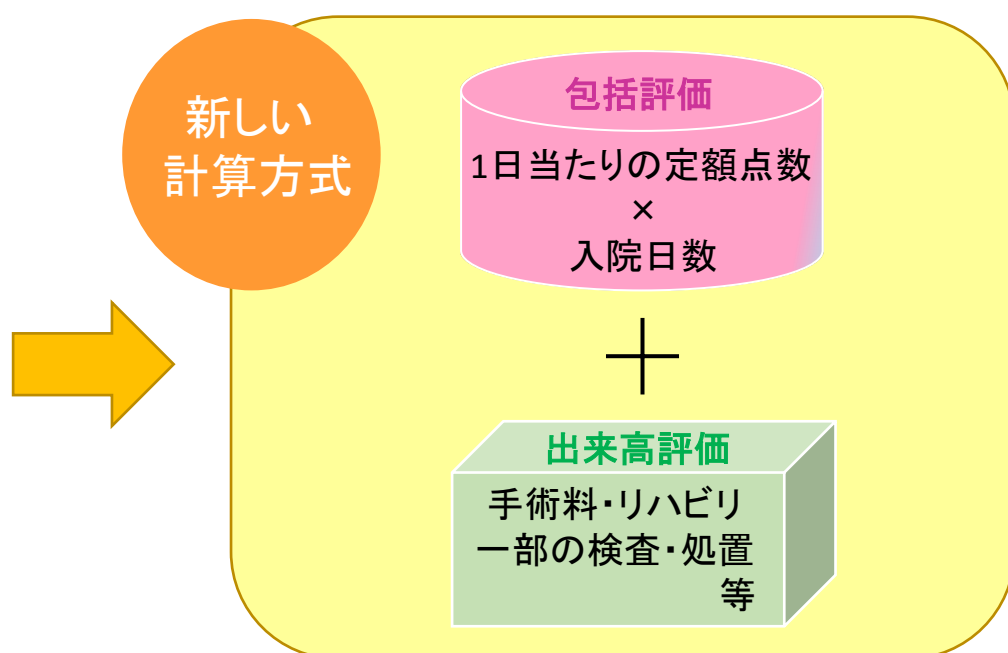 新しい
計算方式
包括評価
1日当たりの定額点数
×
入院日数
+
出来高評価
手術料・リハビリ
一部の検査・処置
等